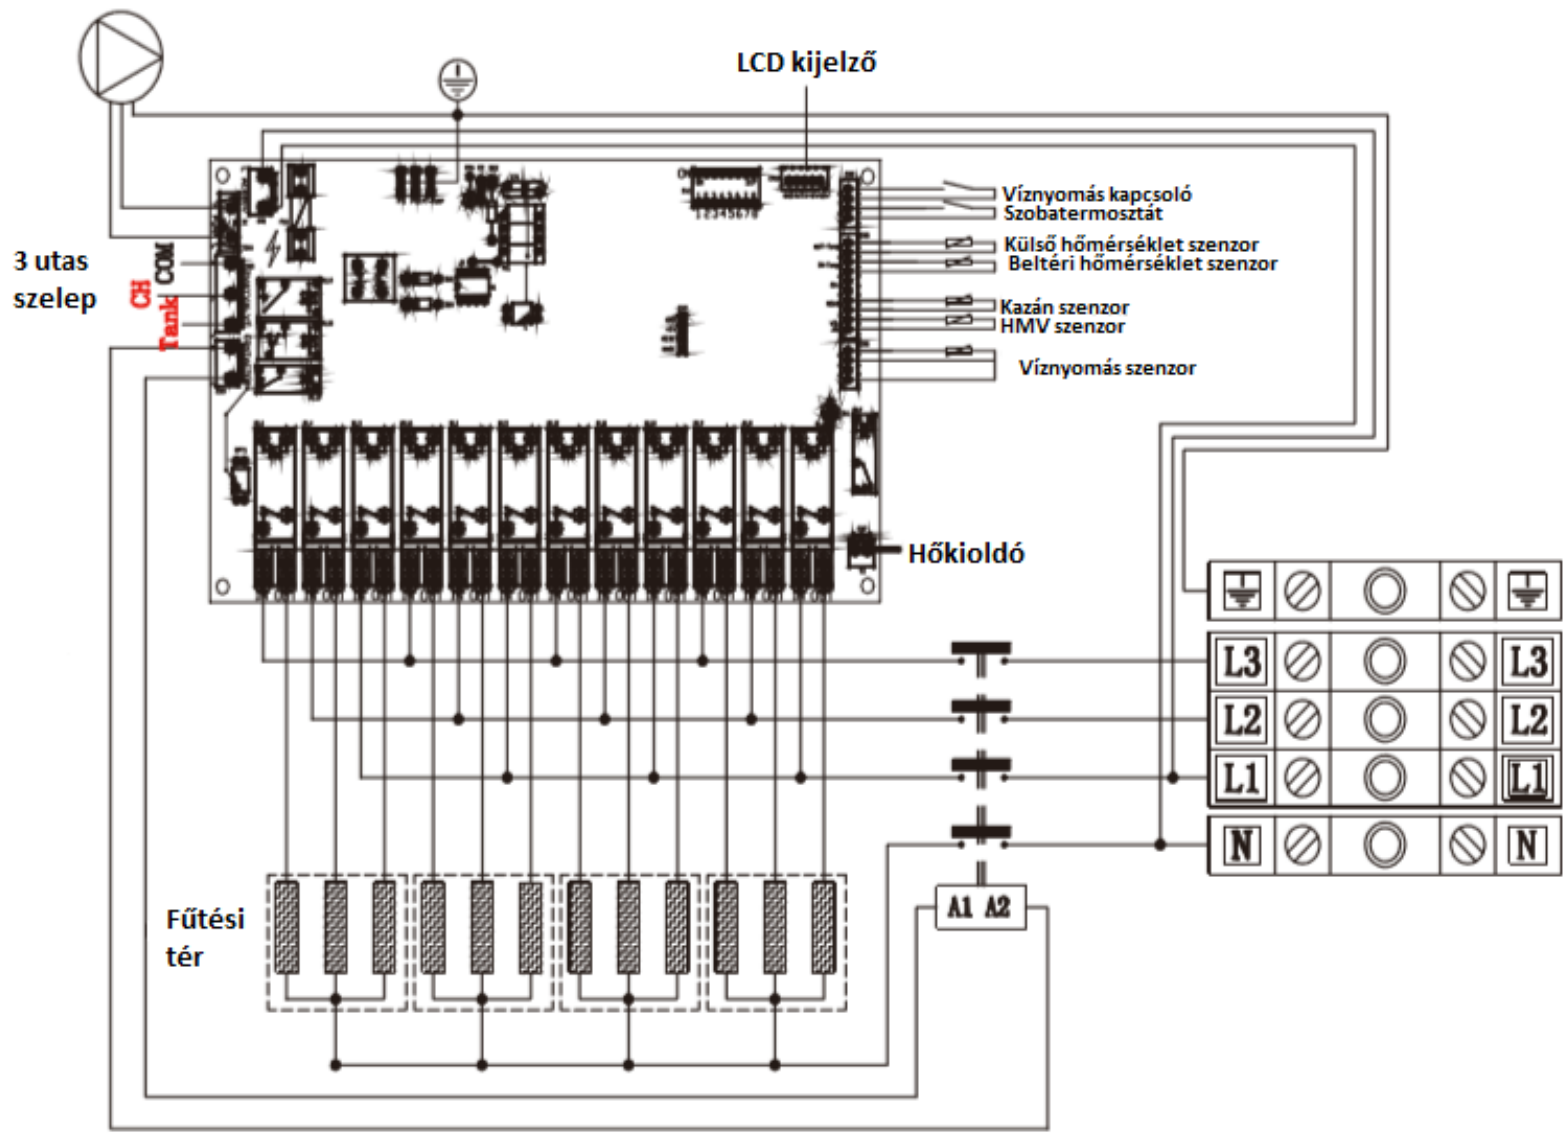 LCD kijelző
Víznyomás kapcsoló
Szobatermosztát
3 utas
szelep
COM
CH
Tank
Külső hőmérséklet szenzor
Beltéri hőmérséklet szenzor
Kazán szenzor
HMV szenzor
Víznyomás szenzor
12345678
Hőkioldó
L3 L3
L2 L2
L1 L1
N N
Fűtési
tér
A1 A2